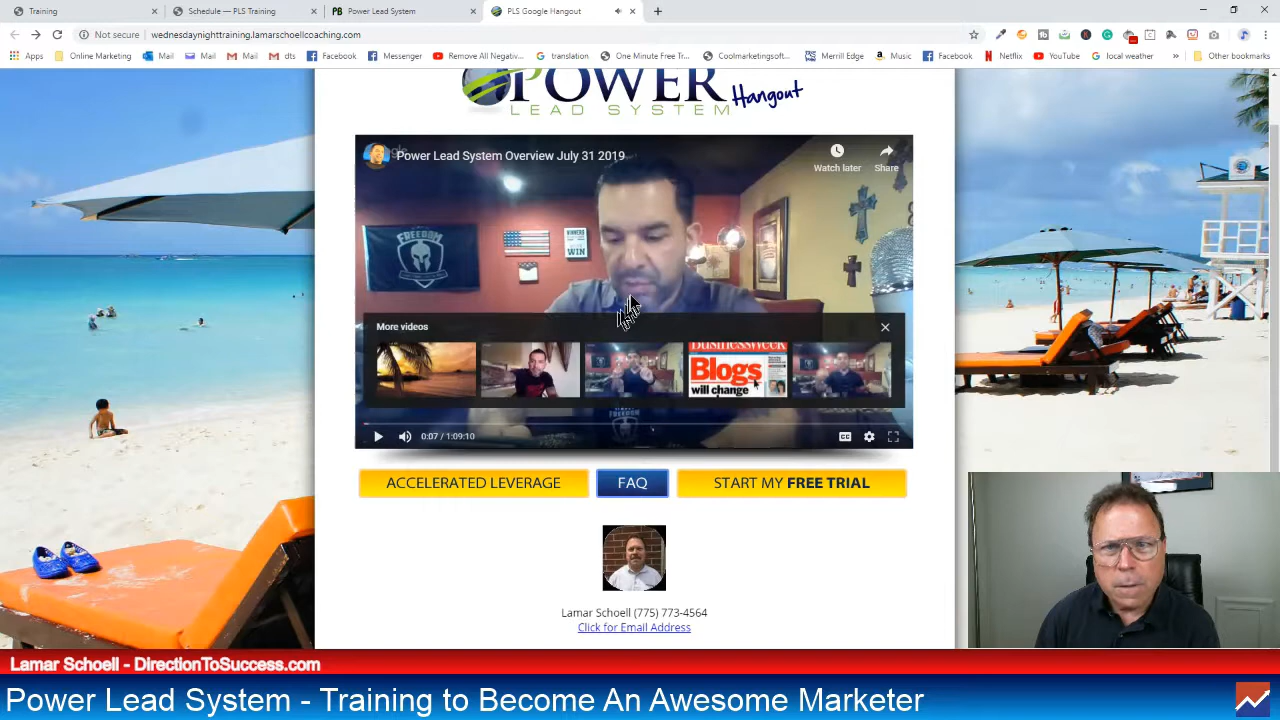 Training
Schedule — PLS Training
PB Power Lead System
PLS Google Hangout
Not secure | wednesdaynighttraining.lamarschoellcoaching.com
Online Marketing
Mail
Mail
Mail
dts
Facebook
Messenger
Remove All Negativ...
translation
One Minute Free Tr...
Coolmarketingsoft...
Merrill Edge
Music
Facebook
Netflix
YouTube
local weather
Other bookmarks
POWER
LEAD SYSTEM
Hangout
Power Lead System Overview July 31 2019
Watch later
Share
FREEDOM
WINNERS
WIN
More videos
BusinessWeek
Blogs
will change
0:07 / 1:09:10
CC
ACCELERATED LEVERAGE
FAQ
START MY FREE TRIAL
Lamar Schoell (775) 773-4564
Click for Email Address
Lamar Schoell - DirectionToSuccess.com
Power Lead System - Training to Become An Awesome Marketer